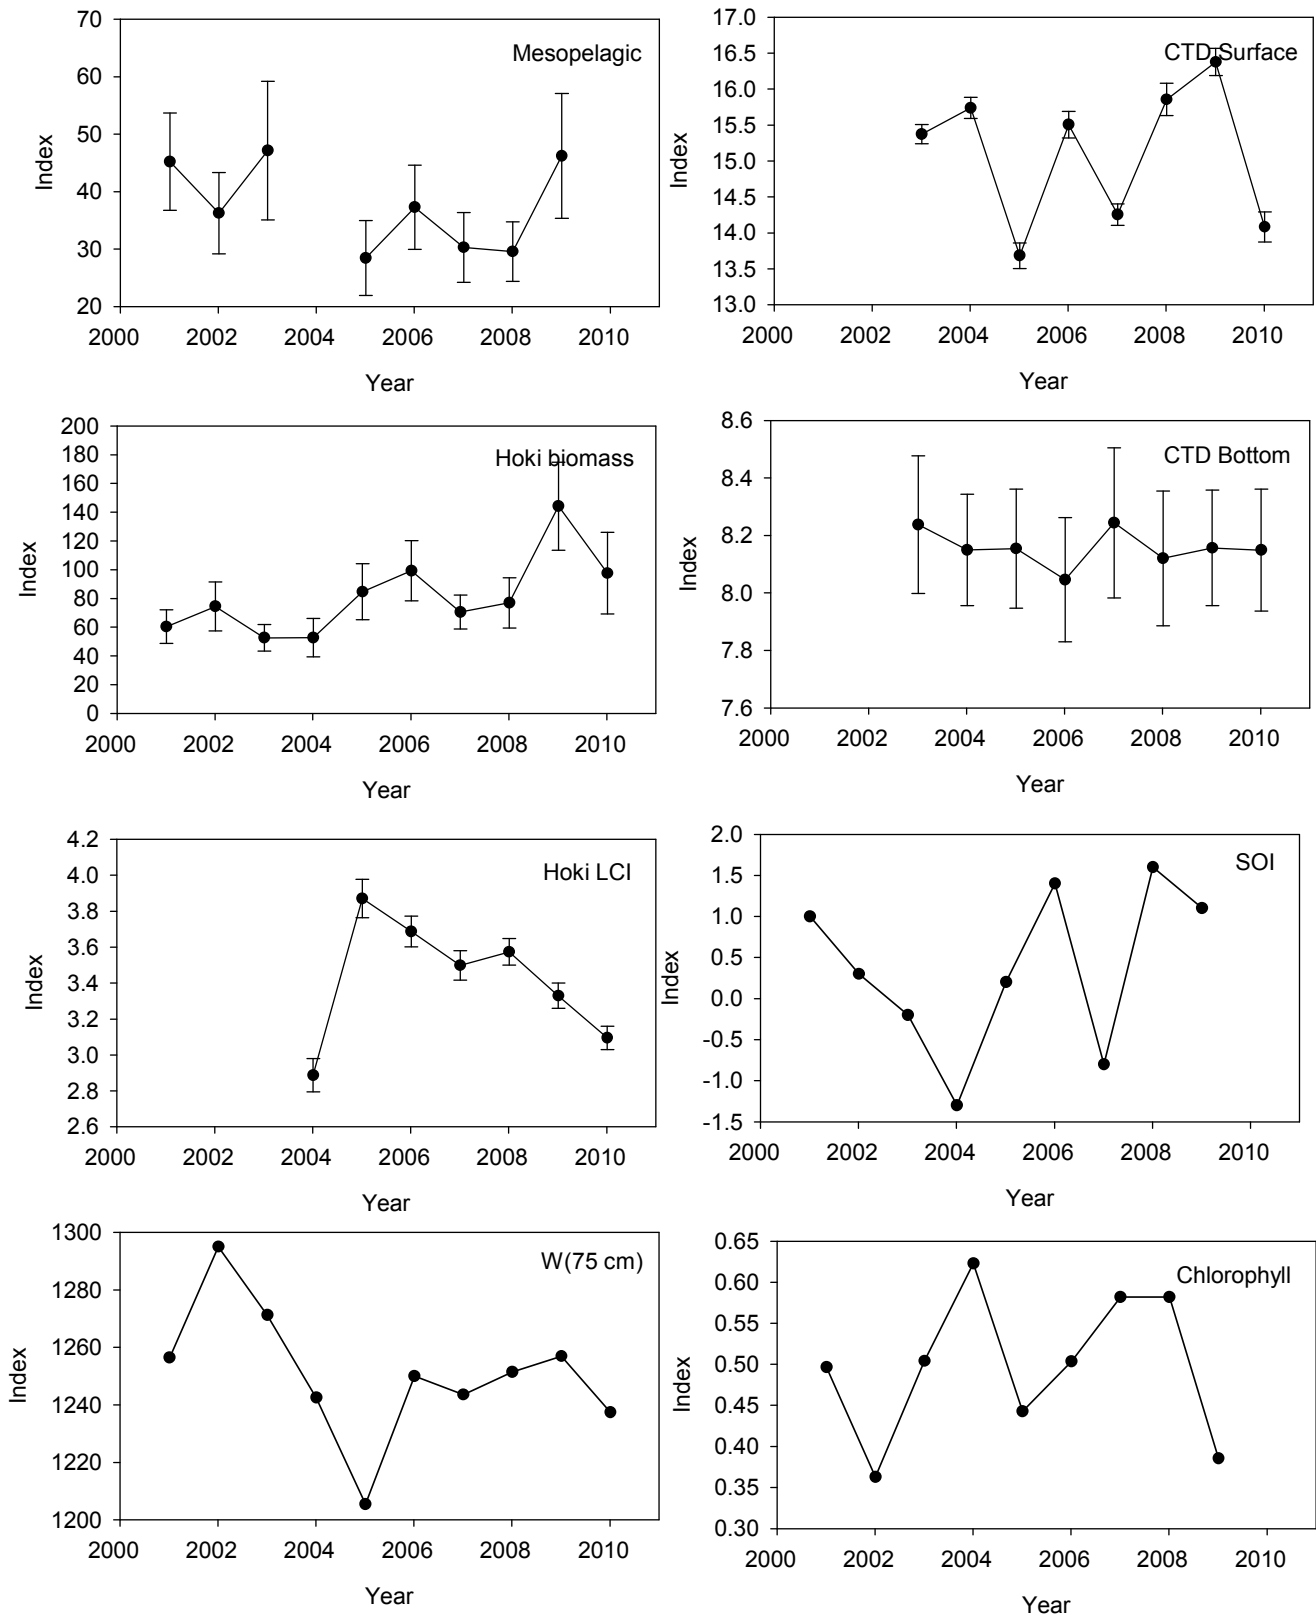 70
60
50
40
30
20
Index
Mesopelagic
2000 2002 2004 2006 2008 2010
Year
17.0
16.5
16.0
15.5
15.0
14.5
14.0
13.5
13.0
Index
CTD Surface
2000 2002 2004 2006 2008 2010
Year
200
180
160
140
120
100
80
60
40
20
0
Index
Hoki biomass
2000 2002 2004 2006 2008 2010
Year
8.6
8.4
8.2
8.0
7.8
7.6
Index
CTD Bottom
2000 2002 2004 2006 2008 2010
Year
4.2
4.0
3.8
3.6
3.4
3.2
3.0
2.8
2.6
Index
Hoki LCI
2000 2002 2004 2006 2008 2010
Year
2.0
1.5
1.0
0.5
0.0
-0.5
-1.0
-1.5
Index
SOI
2000 2002 2004 2006 2008 2010
Year
1300
1280
1260
1240
1220
1200
Index
W(75 cm)
2000 2002 2004 2006 2008 2010
Year
0.65
0.60
0.55
0.50
0.45
0.40
0.35
0.30
Index
Chlorophyll
2000 2002 2004 2006 2008 2010
Year